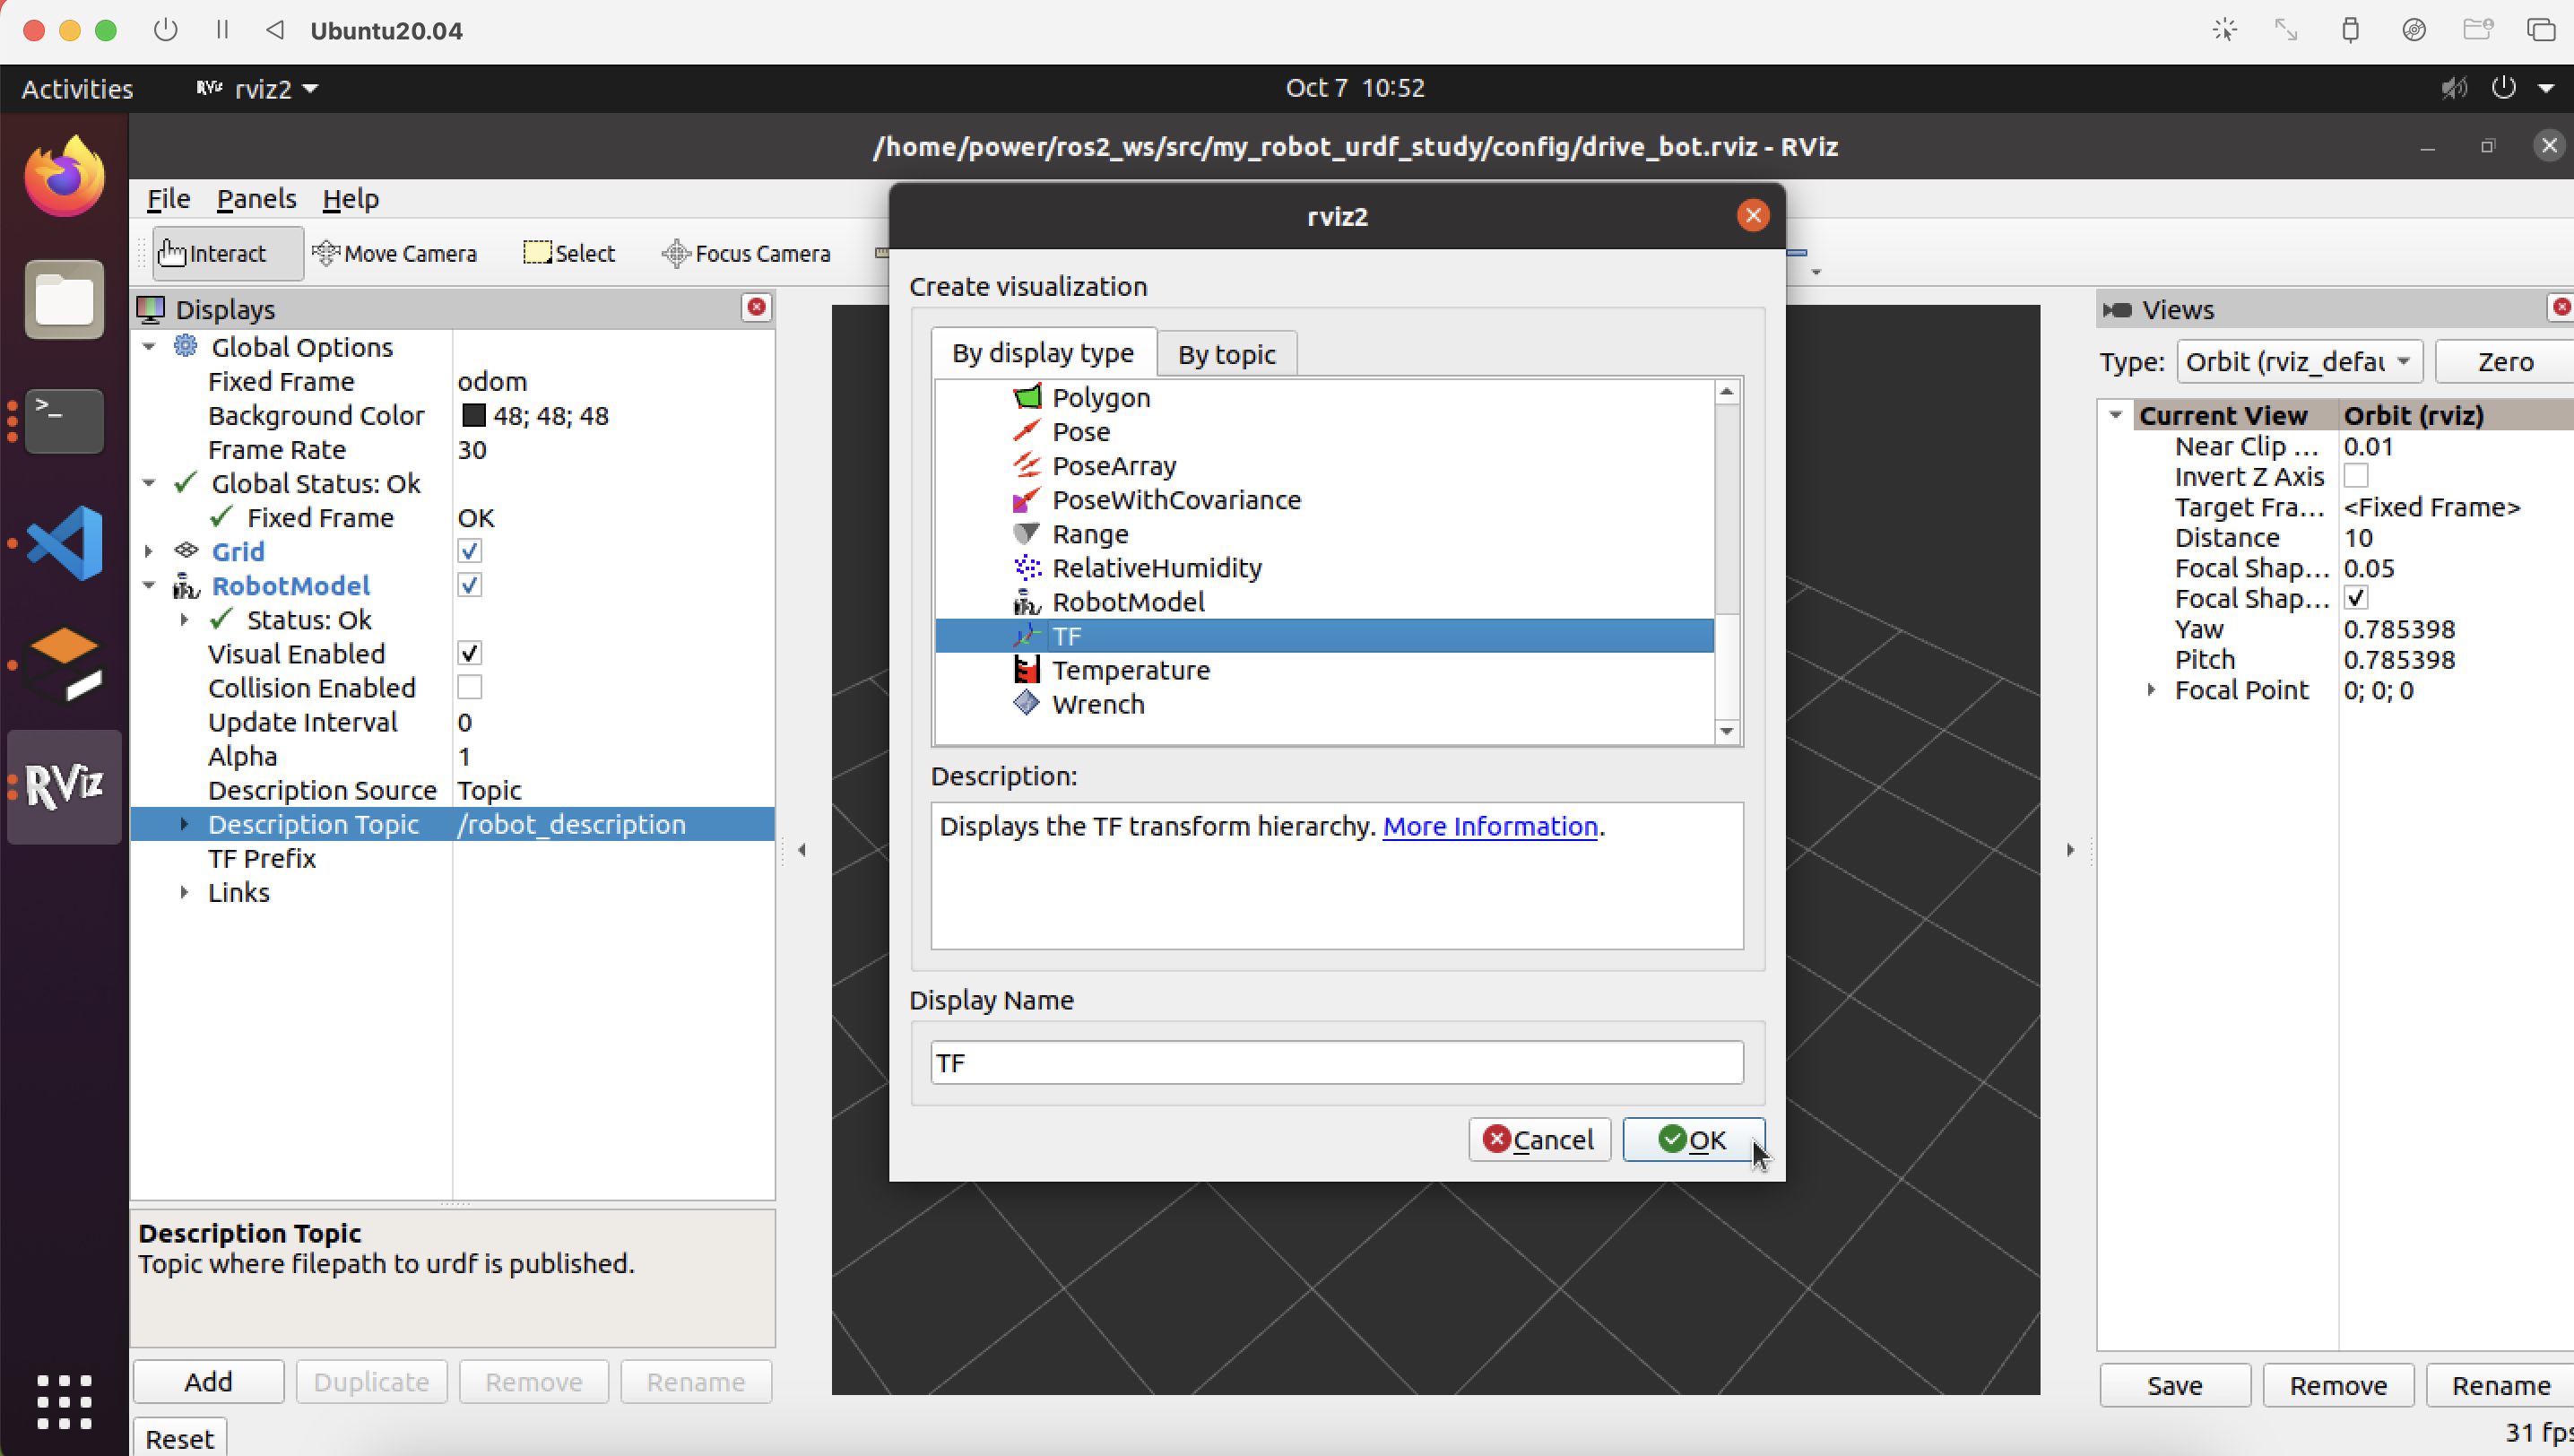 Ubuntu20.04
Activities
RViz rviz2
Oct 7 10:52
/home/power/ros2_ws/src/my_robot_urdf_study/config/drive_bot.rviz - RViz
File Panels Help
Interact Move Camera Select Focus Camera
Displays
Global Options
Fixed Frame odom
Background Color 48; 48; 48
Frame Rate 30
Global Status: Ok
Fixed Frame OK
Grid
RobotModel
Status: Ok
Visual Enabled
Collision Enabled
Update Interval 0
Alpha 1
Description Source Topic
Description Topic /robot_description
TF Prefix
Links
Description Topic
Topic where filepath to urdf is published.
Add Duplicate Remove Rename
Reset
RViz
rviz2
Create visualization
By display type By topic
Polygon
Pose
PoseArray
PoseWithCovariance
Range
RelativeHumidity
RobotModel
TF
Temperature
Wrench
Description:
Displays the TF transform hierarchy. More Information.
Display Name
TF
Cancel OK
Views
Type: Orbit (rviz_defau Zero
Current View Orbit (rviz)
Near Clip ... 0.01
Invert Z Axis
Target Fra... <Fixed Frame>
Distance 10
Focal Shap... 0.05
Focal Shap...
Yaw 0.785398
Pitch 0.785398
Focal Point 0; 0; 0
Save Remove Rename
31 fps